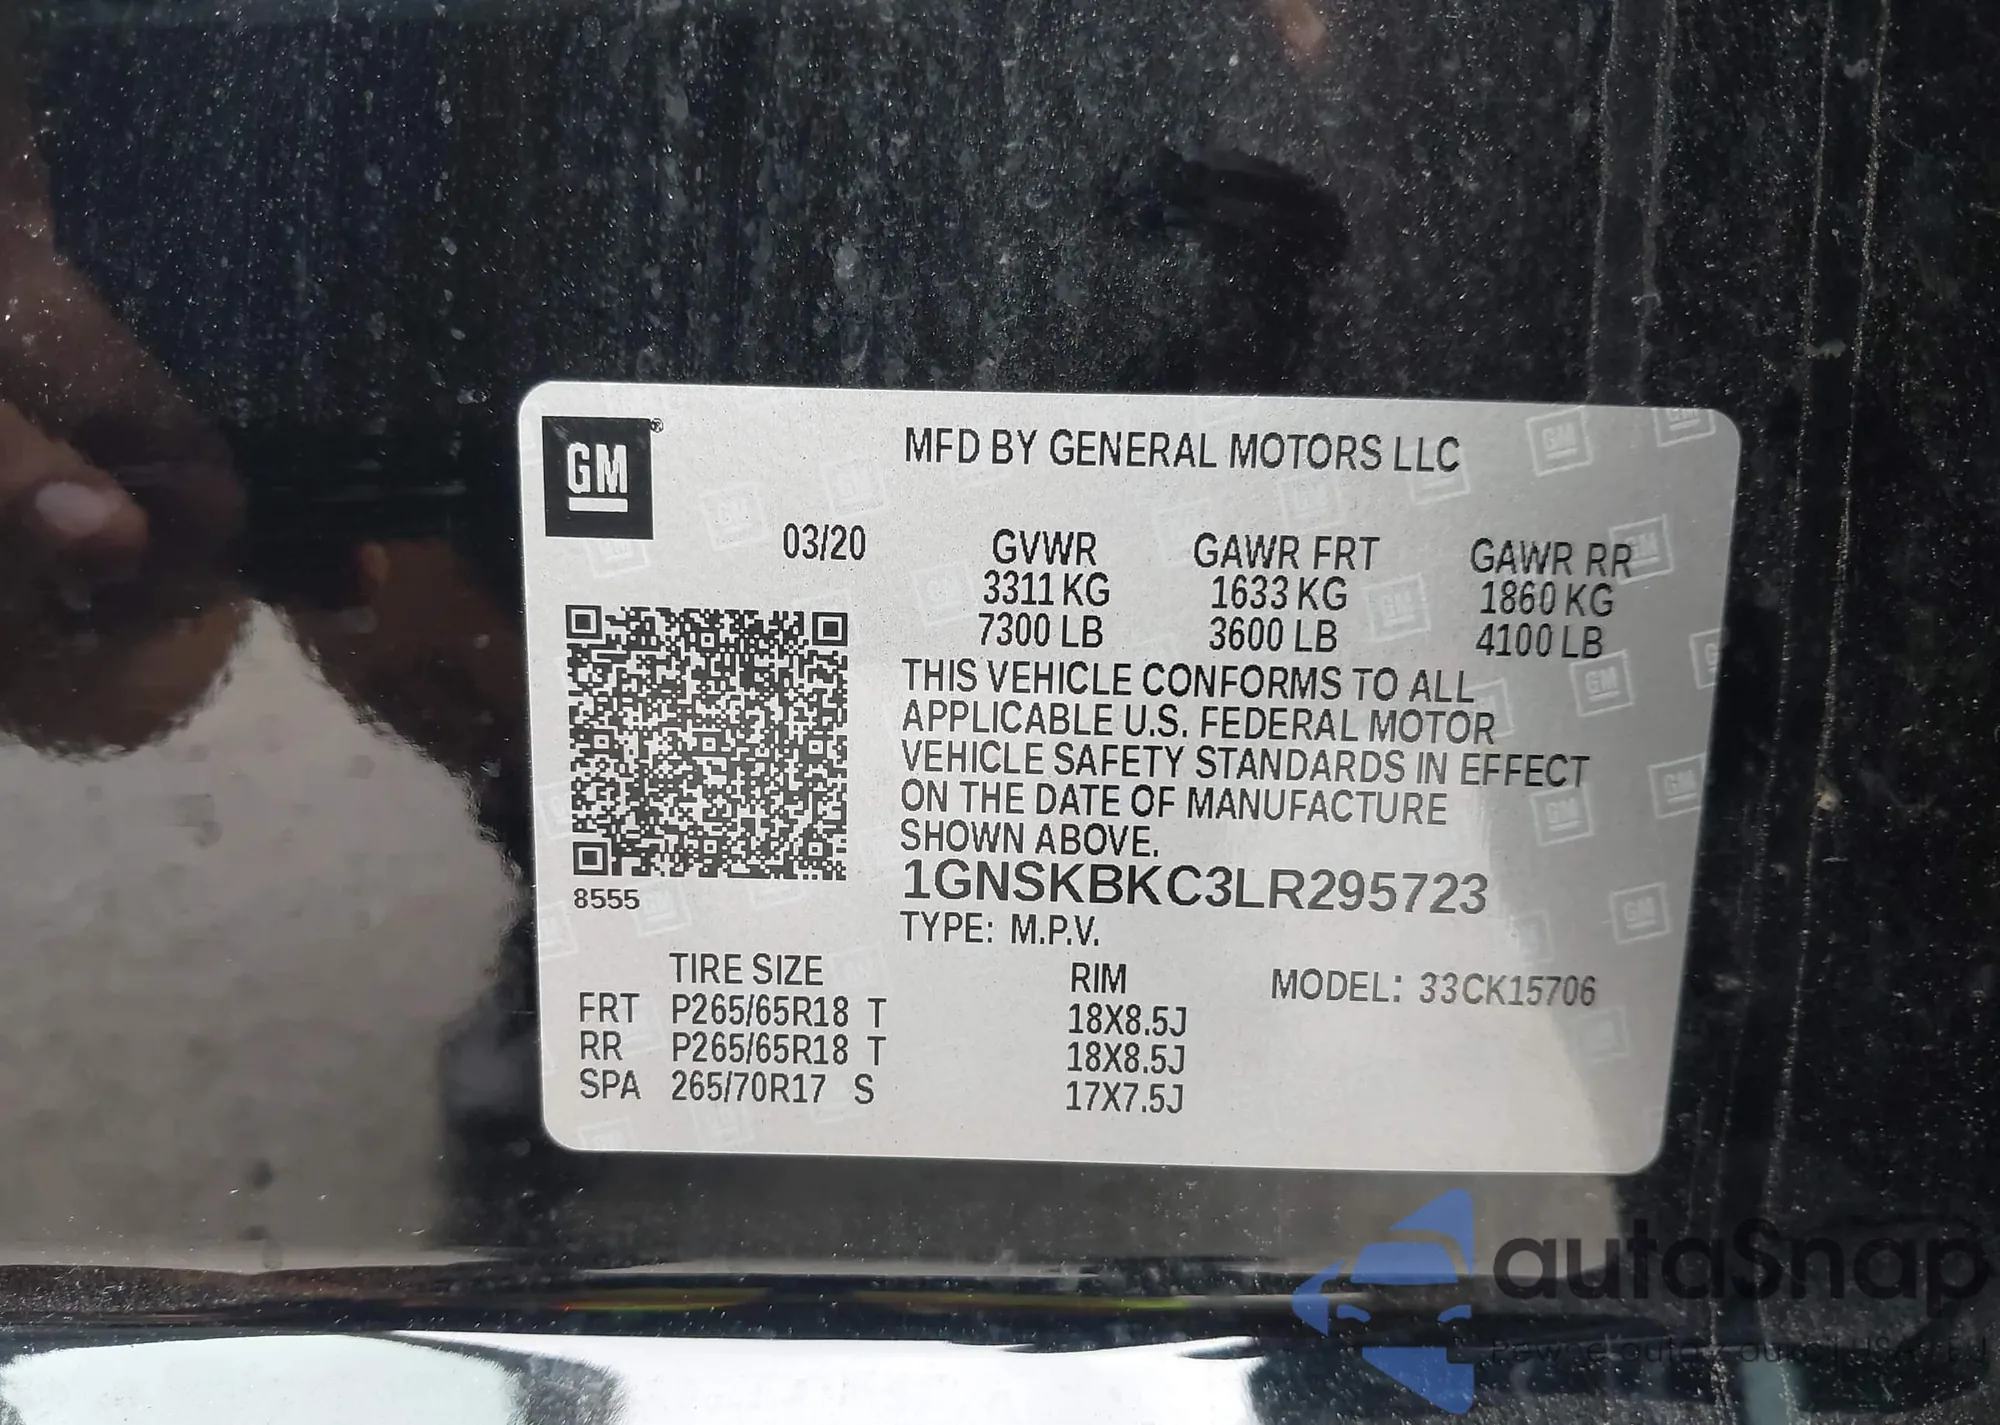 GM ®
MFD BY GENERAL MOTORS LLC
03/20
GVWR GAWR FRT GAWR RR
3311 KG 1633 KG 1860 KG
7300 LB 3600 LB 4100 LB
THIS VEHICLE CONFORMS TO ALL
APPLICABLE U.S. FEDERAL MOTOR
VEHICLE SAFETY STANDARDS IN EFFECT
ON THE DATE OF MANUFACTURE
SHOWN ABOVE.
8555
1GNSKBKC3LR295723
TYPE: M.P.V.
TIRE SIZE RIM MODEL: 33CK15706
FRT P265/65R18 T 18X8.5J
RR P265/65R18 T 18X8.5J
SPA 265/70R17 S 17X7.5J
autaSnap